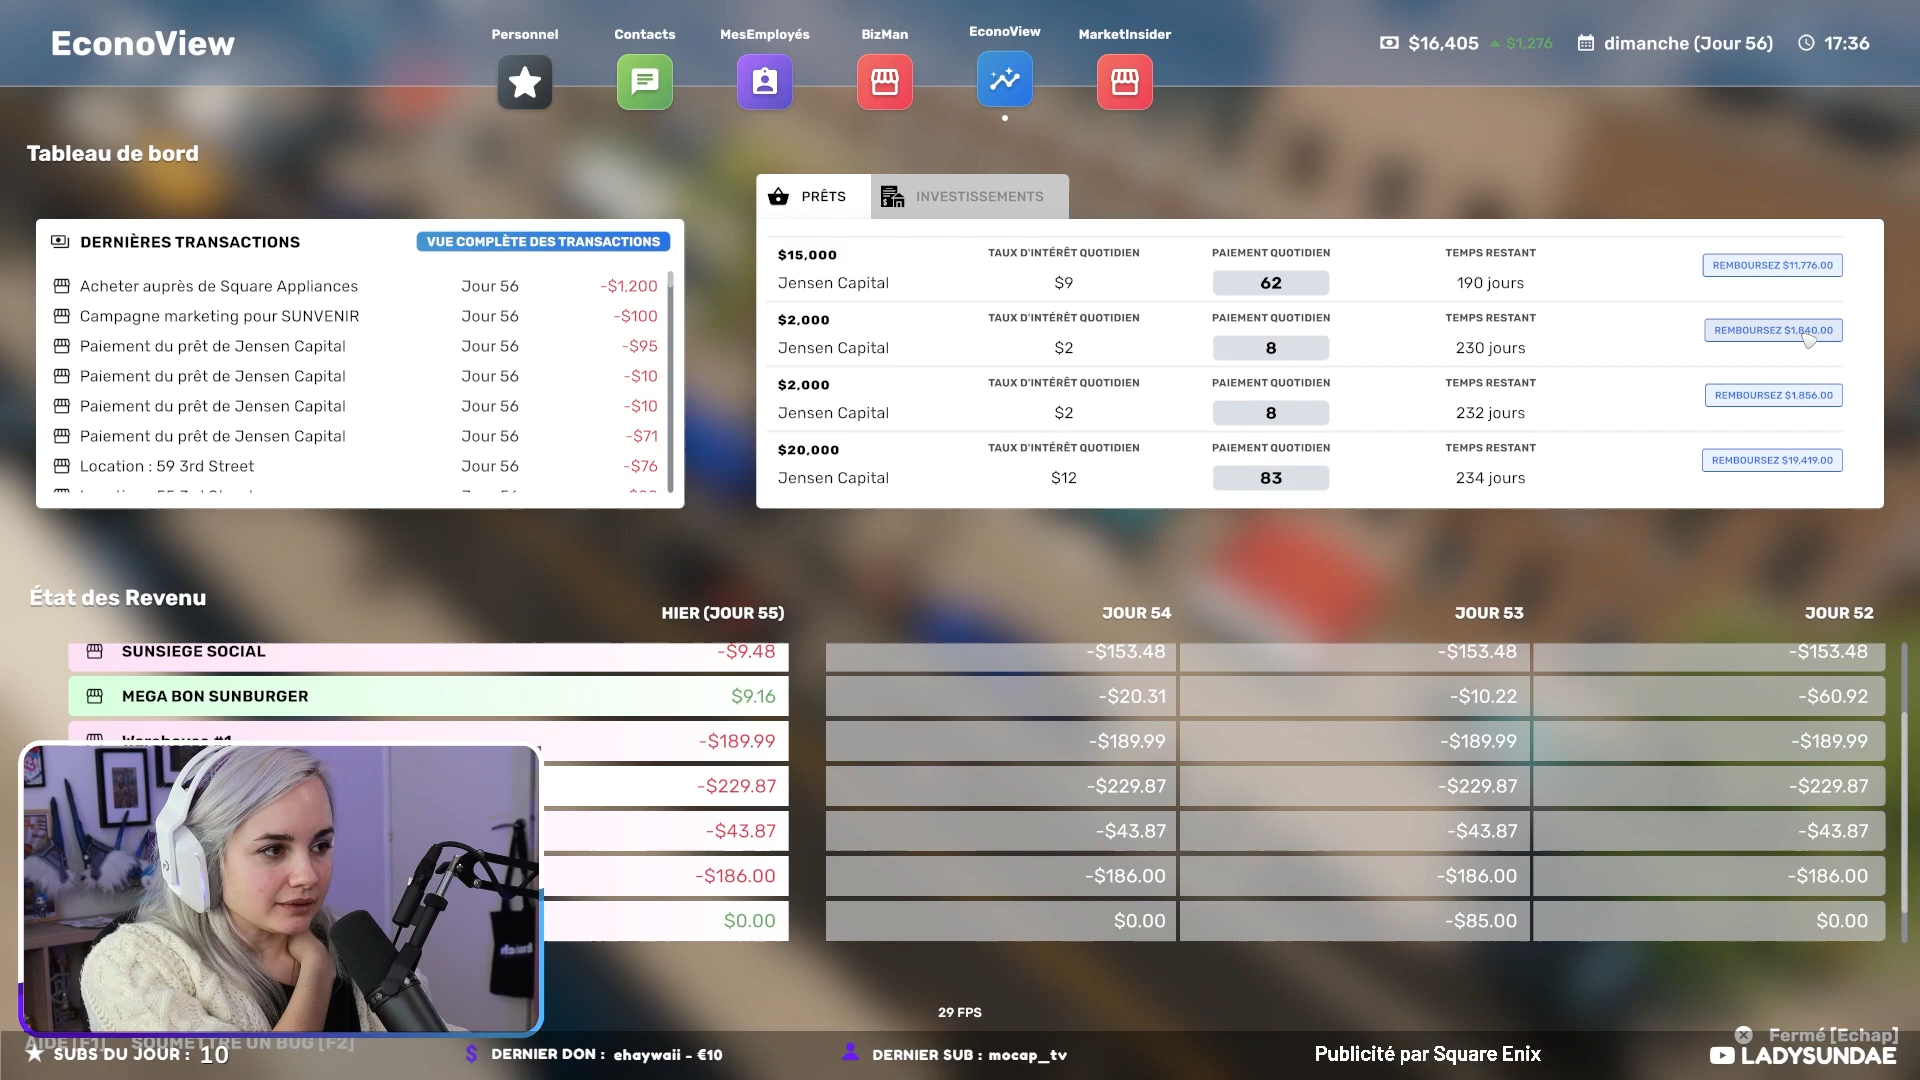 EconoView
Personnel
Contacts
MesEmployés
BizMan
EconoView
MarketInsider
$16,405 $1,276 dimanche (Jour 56) 17:36
Tableau de bord
PRÊTS INVESTISSEMENTS
DERNIÈRES TRANSACTIONS VUE COMPLÈTE DES TRANSACTIONS
Acheter auprès de Square Appliances Jour 56 -$1,200
Campagne marketing pour SUNVENIR Jour 56 -$100
Paiement du prêt de Jensen Capital Jour 56 -$95
Paiement du prêt de Jensen Capital Jour 56 -$10
Paiement du prêt de Jensen Capital Jour 56 -$10
Paiement du prêt de Jensen Capital Jour 56 -$71
Location : 59 3rd Street Jour 56 -$76
$15,000 TAUX D'INTÉRÊT QUOTIDIEN PAIEMENT QUOTIDIEN TEMPS RESTANT REMBOURSEZ $11,776.00
Jensen Capital $9 62 190 jours
$2,000 TAUX D'INTÉRÊT QUOTIDIEN PAIEMENT QUOTIDIEN TEMPS RESTANT REMBOURSEZ $1,840.00
Jensen Capital $2 8 230 jours
$2,000 TAUX D'INTÉRÊT QUOTIDIEN PAIEMENT QUOTIDIEN TEMPS RESTANT REMBOURSEZ $1,856.00
Jensen Capital $2 8 232 jours
$20,000 TAUX D'INTÉRÊT QUOTIDIEN PAIEMENT QUOTIDIEN TEMPS RESTANT REMBOURSEZ $19,419.00
Jensen Capital $12 83 234 jours
État des Revenu
HIER (JOUR 55) JOUR 54 JOUR 53 JOUR 52
SUNSIEGE SOCIAL -$9.48 -$153.48 -$153.48 -$153.48
MEGA BON SUNBURGER $9.16 -$20.31 -$10.22 -$60.92
Warehouse #1 -$189.99 -$189.99 -$189.99 -$189.99
-$229.87 -$229.87 -$229.87 -$229.87
-$43.87 -$43.87 -$43.87 -$43.87
-$186.00 -$186.00 -$186.00 -$186.00
$0.00 $0.00 -$85.00 $0.00
29 FPS
AIDE [F1] SOUMETTRE UN BUG [F2]
Fermé [Echap]
SUBS DU JOUR : 10
DERNIER DON : ehaywaii - €10
DERNIER SUB : mocap_tv
Publicité par Square Enix
LADYSUNDAE